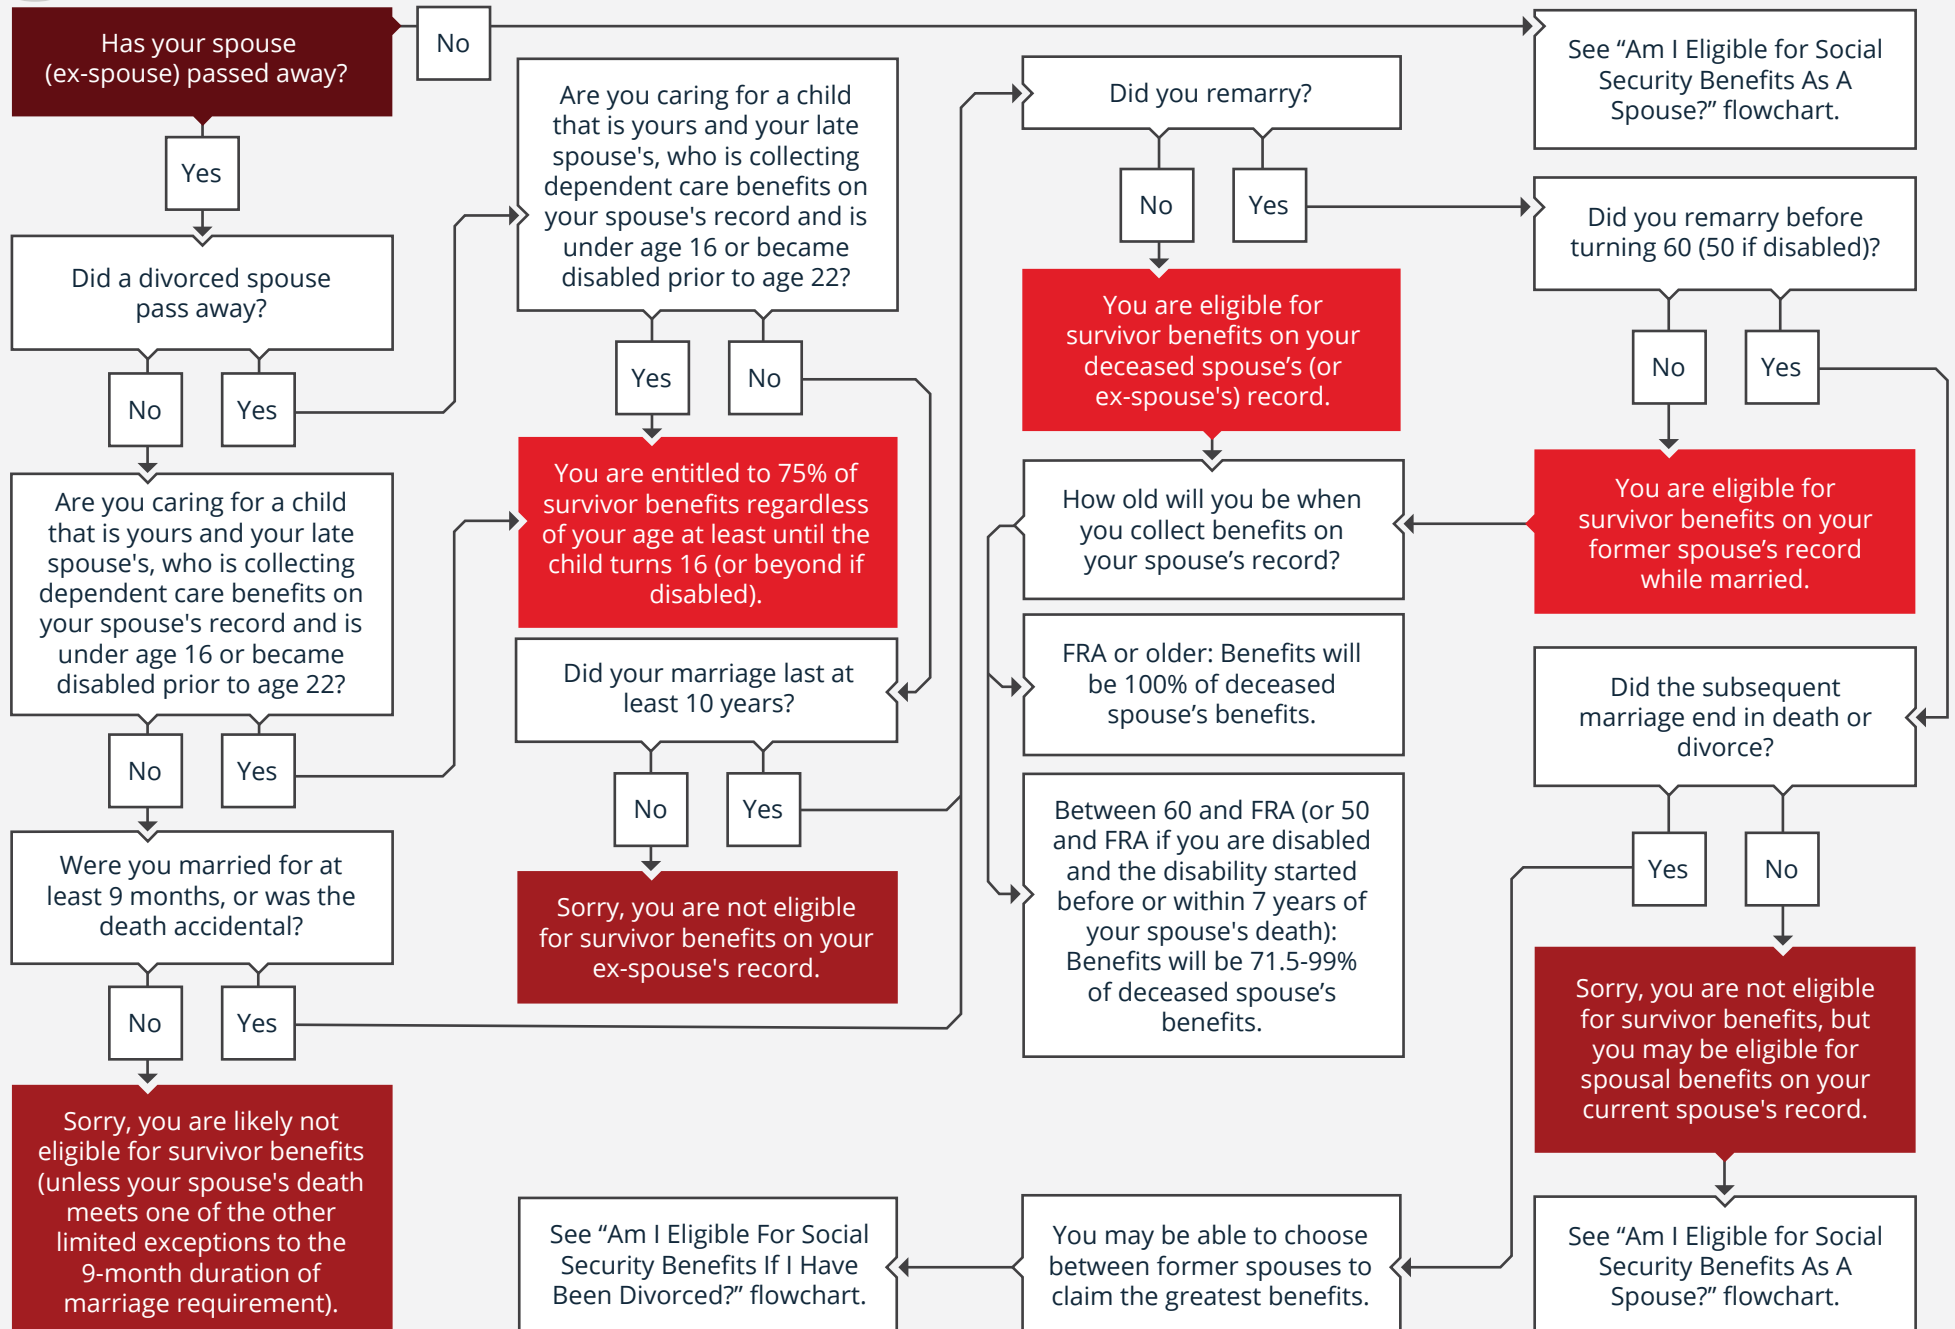 Has your spouse
(ex-spouse) passed away?
No
Yes
Did a divorced spouse
pass away?
No
Yes
Are you caring for a child
that is yours and your late
spouse's, who is collecting
dependent care benefits on
your spouse's record and is
under age 16 or became
disabled prior to age 22?
No
Yes
Were you married for at
least 9 months, or was the
death accidental?
No
Yes
Sorry, you are likely not
eligible for survivor benefits
(unless your spouse's death
meets one of the other
limited exceptions to the
9-month duration of
marriage requirement).
Are you caring for a child
that is yours and your late
spouse's, who is collecting
dependent care benefits on
your spouse's record and is
under age 16 or became
disabled prior to age 22?
Yes
No
You are entitled to 75% of
survivor benefits regardless
of your age at least until the
child turns 16 (or beyond if
disabled).
Did your marriage last at
least 10 years?
No
Yes
Sorry, you are not eligible
for survivor benefits on your
ex-spouse's record.
Did you remarry?
No
Yes
You are eligible for
survivor benefits on your
deceased spouse’s (or
ex-spouse's) record.
How old will you be when
you collect benefits on
your spouse’s record?
FRA or older: Benefits will
be 100% of deceased
spouse’s benefits.
Between 60 and FRA (or 50
and FRA if you are disabled
and the disability started
before or within 7 years of
your spouse's death):
Benefits will be 71.5-99%
of deceased spouse’s
benefits.
See “Am I Eligible for Social
Security Benefits As A
Spouse?” flowchart.
Did you remarry before
turning 60 (50 if disabled)?
No
Yes
You are eligible for
survivor benefits on your
former spouse’s record
while married.
Did the subsequent
marriage end in death or
divorce?
Yes
No
Sorry, you are not eligible
for survivor benefits, but
you may be eligible for
spousal benefits on your
current spouse's record.
See “Am I Eligible for Social
Security Benefits As A
Spouse?” flowchart.
You may be able to choose
between former spouses to
claim the greatest benefits.
See “Am I Eligible For Social
Security Benefits If I Have
Been Divorced?” flowchart.